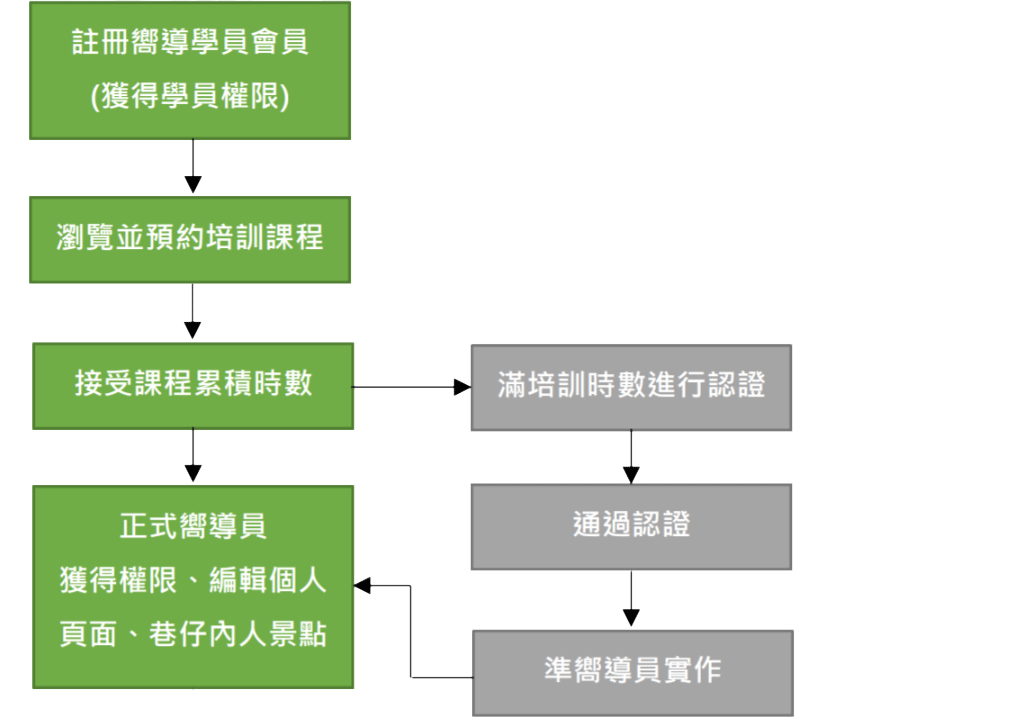 註冊嚮導學員會員
(獲得學員權限)
瀏覽並預約培訓課程
接受課程累積時數
滿培訓時數進行認證
正式嚮導員
獲得權限、編輯個人
頁面、巷仔內人景點
通過認證
準嚮導員實作